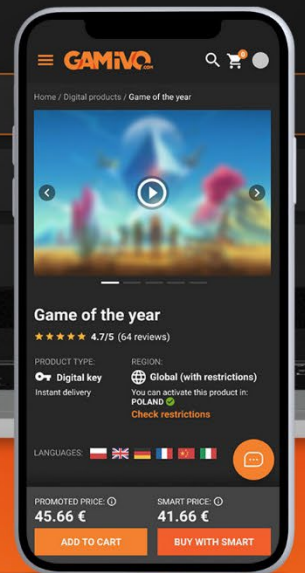 GAMIVO.COM
0
Home / Digital products / Game of the year
Game of the year
4.7/5 (64 reviews)
PRODUCT TYPE:
Digital key
Instant delivery
REGION:
Global (with restrictions)
You can activate this product in:
POLAND
Check restrictions
LANGUAGES:
PROMOTED PRICE:
45.66 €
ADD TO CART
SMART PRICE:
41.66 €
BUY WITH SMART